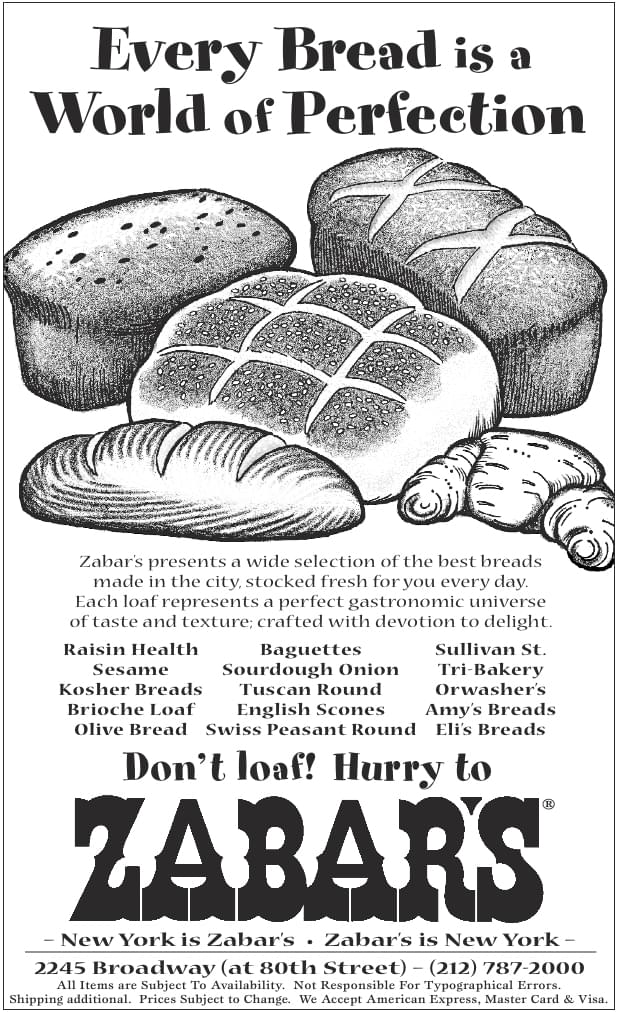 Every Bread is a
World of Perfection
Zabar's presents a wide selection of the best breads
made in the city, stocked fresh for you every day.
Each loaf represents a perfect gastronomic universe
of taste and texture; crafted with devotion to delight.
Raisin Health
Sesame
Kosher Breads
Brioche Loaf
Olive Bread
Baguettes
Sourdough Onion
Tuscan Round
English Scones
Swiss Peasant Round
Sullivan St.
Tri-Bakery
Orwasher's
Amy's Breads
Eli's Breads
Don't loaf! Hurry to
ZABAR'S®
– New York is Zabar's • Zabar's is New York –
2245 Broadway (at 80th Street) – (212) 787-2000
All Items are Subject To Availability. Not Responsible For Typographical Errors.
Shipping additional. Prices Subject to Change. We Accept American Express, Master Card & Visa.